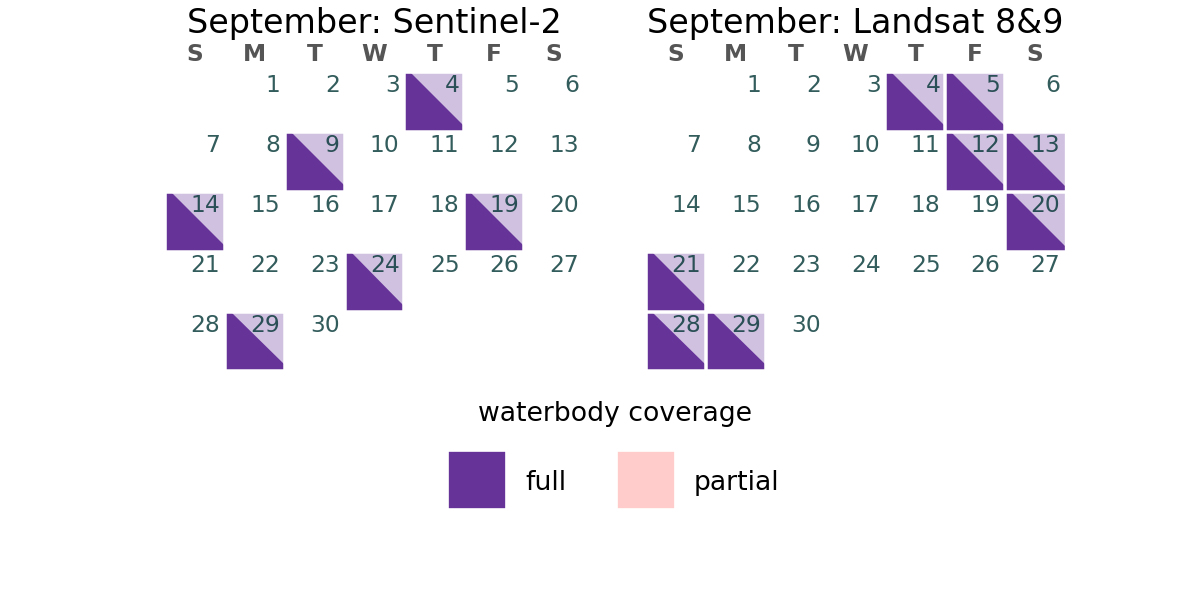 September: Sentinel-2
S M T W T F S
1 2 3 4 5 6
7 8 9 10 11 12 13
14 15 16 17 18 19 20
21 22 23 24 25 26 27
28 29 30
September: Landsat 8&9
S M T W T F S
1 2 3 4 5 6
7 8 9 10 11 12 13
14 15 16 17 18 19 20
21 22 23 24 25 26 27
28 29 30
waterbody coverage
full partial